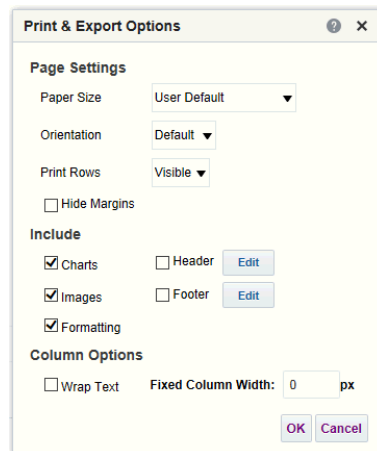 Print & Export Options
Page Settings
Paper Size User Default
Orientation Default
Print Rows Visible
Hide Margins
Include
Charts Header Edit
Images Footer Edit
Formatting
Column Options
Wrap Text Fixed Column Width: 0 px
OK Cancel